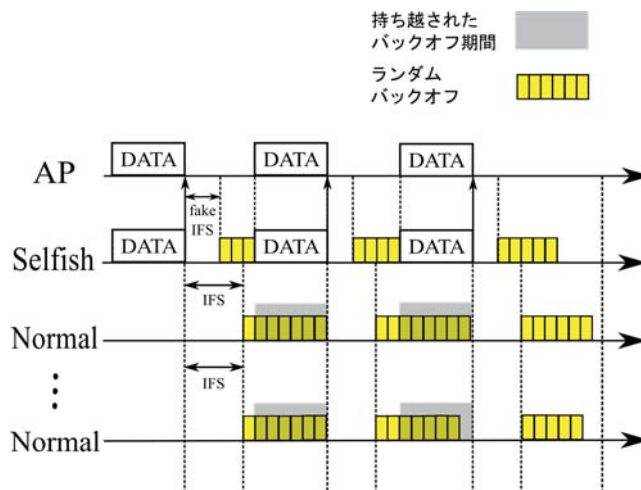 持ち越された
バックオフ期間
ランダム
バックオフ
AP
DATA
DATA
DATA
fake
IFS
Selfish
DATA
DATA
DATA
IFS
Normal
IFS
Normal